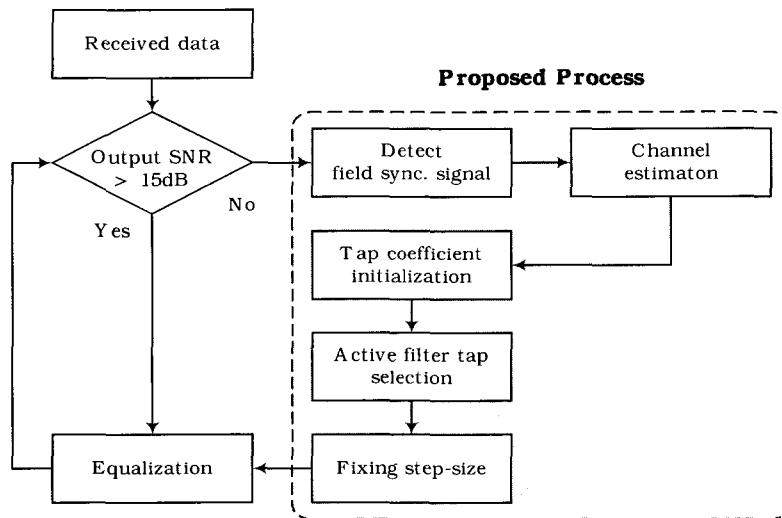 Received data
Proposed Process
Output SNR
> 15dB
Yes
No
Detect
field sync. signal
Channel
estimaton
Tap coefficient
initialization
Active filter tap
selection
Fixing step-size
Equalization